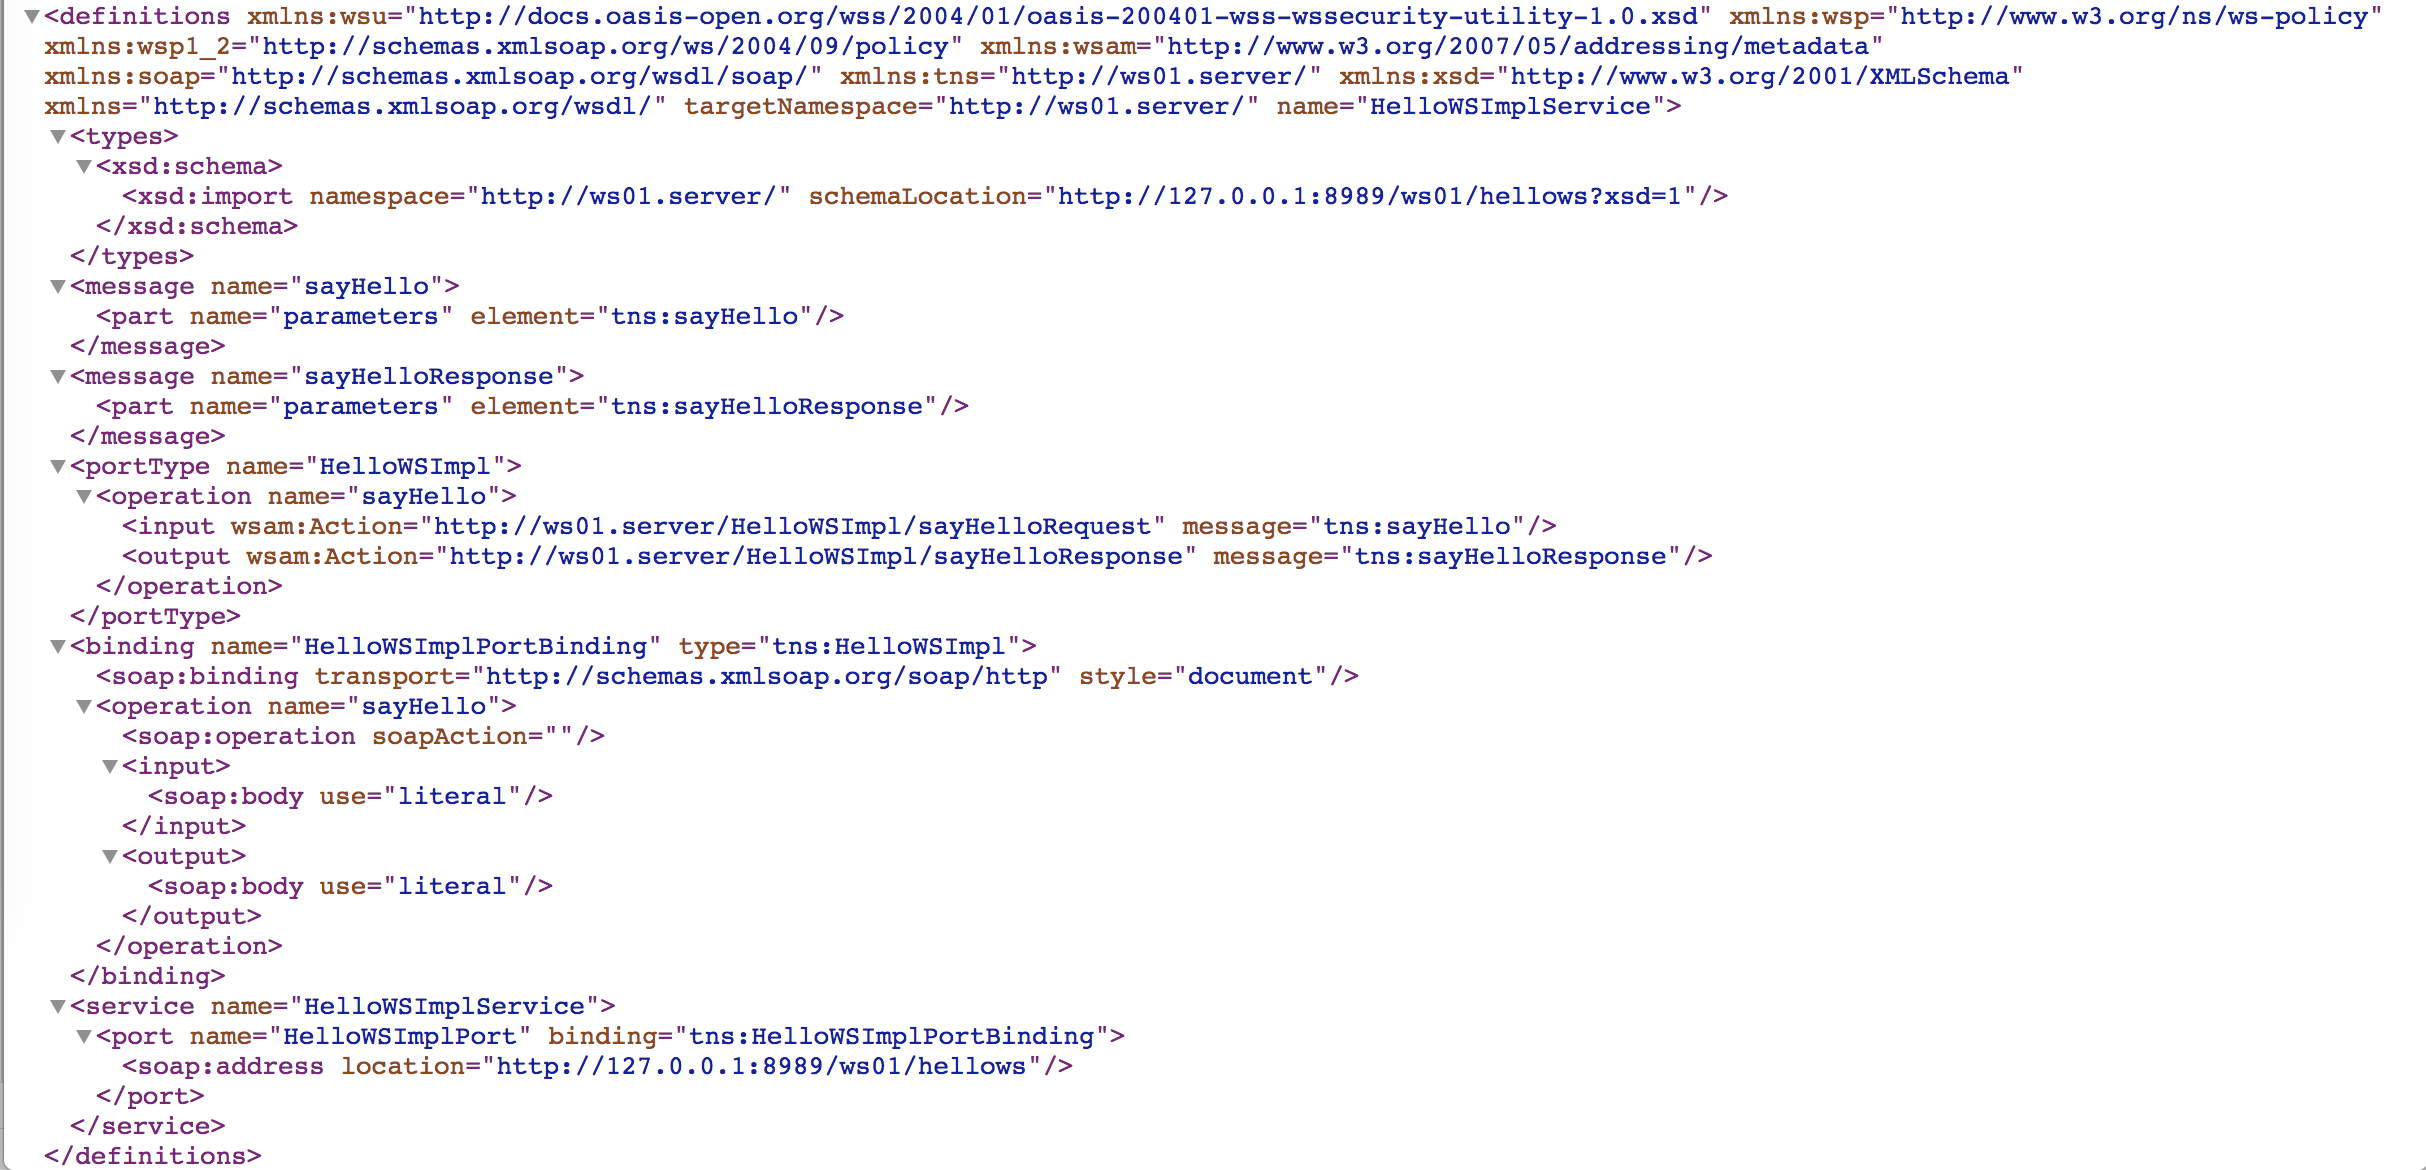 <definitions xmlns:wsu="http://docs.oasis-open.org/wss/2004/01/oasis-200401-wss-wssecurity-utility-1.0.xsd" xmlns:wsp="http://www.w3.org/ns/ws-policy"
xmlns:wsp1_2="http://schemas.xmlsoap.org/ws/2004/09/policy" xmlns:wsam="http://www.w3.org/2007/05/addressing/metadata"
xmlns:soap="http://schemas.xmlsoap.org/wsdl/soap/" xmlns:tns="http://ws01.server/" xmlns:xsd="http://www.w3.org/2001/XMLSchema"
xmlns="http://schemas.xmlsoap.org/wsdl/" targetNamespace="http://ws01.server/" name="HelloWSImplService">
<types>
<xsd:schema>
<xsd:import namespace="http://ws01.server/" schemaLocation="http://127.0.0.1:8989/ws01/hellows?xsd=1"/>
</xsd:schema>
</types>
<message name="sayHello">
<part name="parameters" element="tns:sayHello"/>
</message>
<message name="sayHelloResponse">
<part name="parameters" element="tns:sayHelloResponse"/>
</message>
<portType name="HelloWSImpl">
<operation name="sayHello">
<input wsam:Action="http://ws01.server/HelloWSImpl/sayHelloRequest" message="tns:sayHello"/>
<output wsam:Action="http://ws01.server/HelloWSImpl/sayHelloResponse" message="tns:sayHelloResponse"/>
</operation>
</portType>
<binding name="HelloWSImplPortBinding" type="tns:HelloWSImpl">
<soap:binding transport="http://schemas.xmlsoap.org/soap/http" style="document"/>
<operation name="sayHello">
<soap:operation soapAction=""/>
<input>
<soap:body use="literal"/>
</input>
<output>
<soap:body use="literal"/>
</output>
</operation>
</binding>
<service name="HelloWSImplService">
<port name="HelloWSImplPort" binding="tns:HelloWSImplPortBinding">
<soap:address location="http://127.0.0.1:8989/ws01/hellows"/>
</port>
</service>
</definitions>